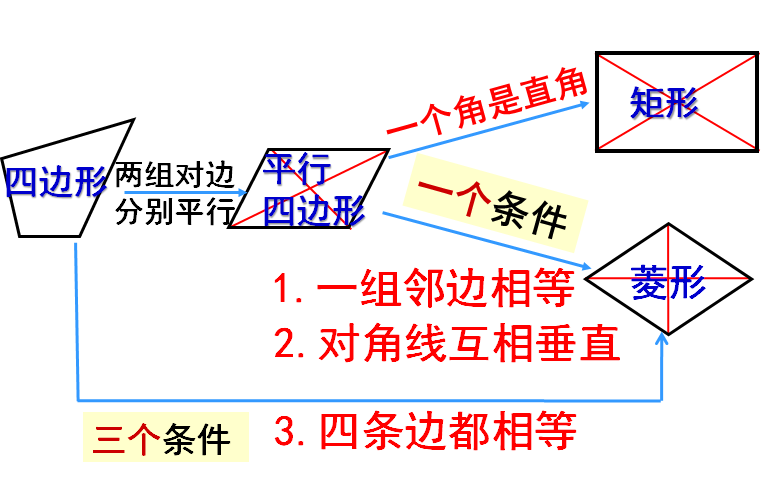 一个角是直角
矩形
四边形
两组对边
分别平行
平行
四边形
一个条件
菱形
1.一组邻边相等
2.对角线互相垂直
三个条件
3.四条边都相等